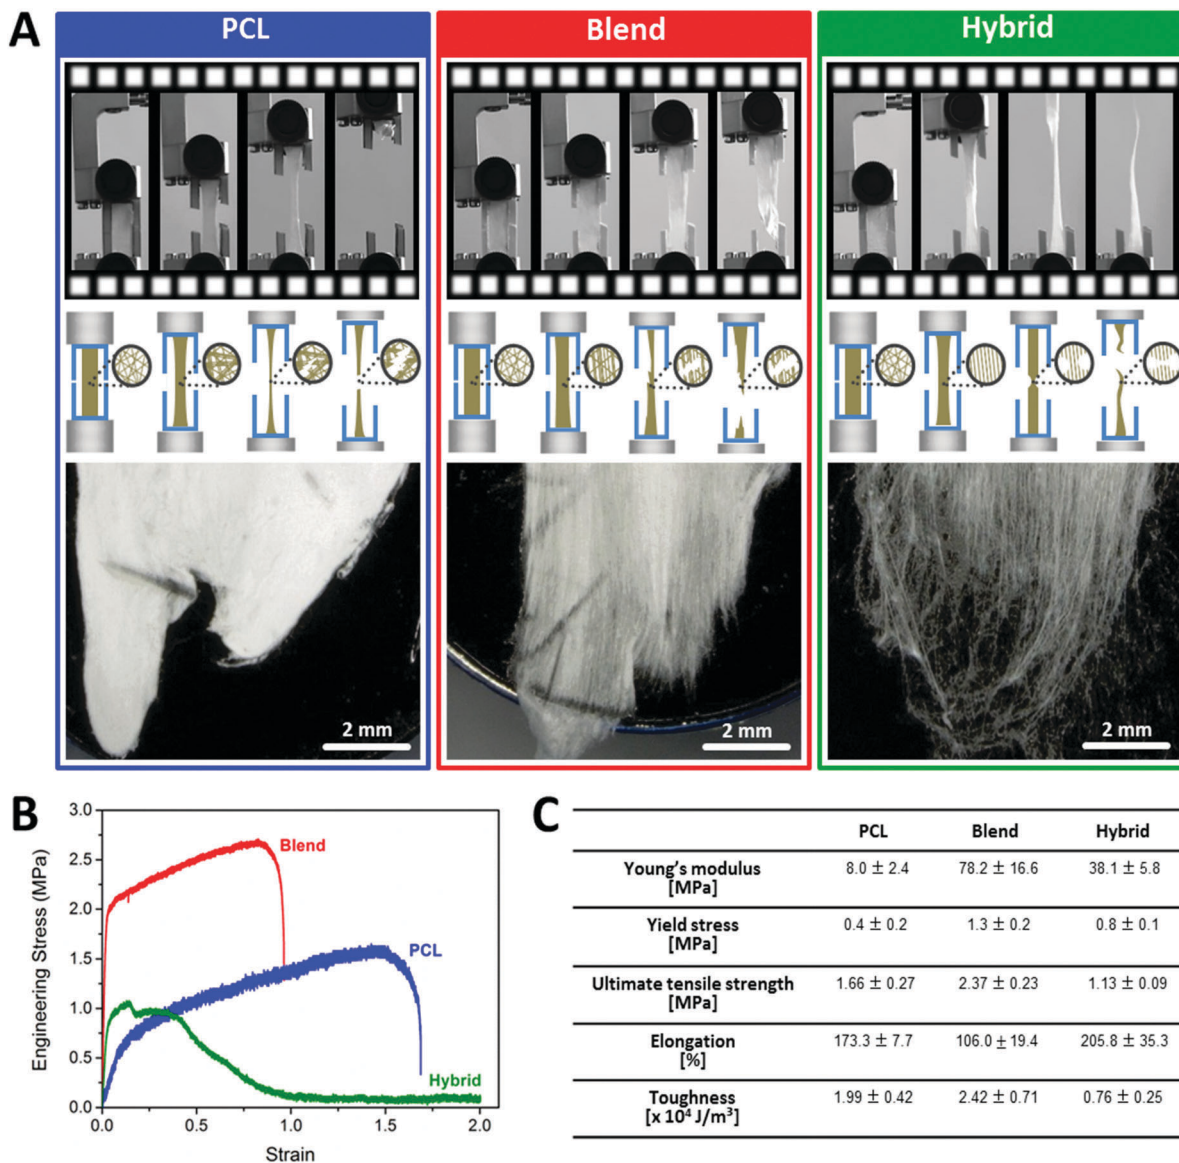 A
PCL
Blend
Hybrid
2 mm
2 mm
2 mm
B
3.0
2.5
2.0
1.5
1.0
0.5
0.0
Engineering Stress (MPa)
Blend
PCL
Hybrid
0.0 0.5 1.0 1.5 2.0
Strain
C
PCL Blend Hybrid
Young's modulus
[MPa]
8.0 ± 2.4 78.2 ± 16.6 38.1 ± 5.8
Yield stress
[MPa]
0.4 ± 0.2 1.3 ± 0.2 0.8 ± 0.1
Ultimate tensile strength
[MPa]
1.66 ± 0.27 2.37 ± 0.23 1.13 ± 0.09
Elongation
[%]
173.3 ± 7.7 106.0 ± 19.4 205.8 ± 35.3
Toughness
[x 10⁴ J/m³]
1.99 ± 0.42 2.42 ± 0.71 0.76 ± 0.25